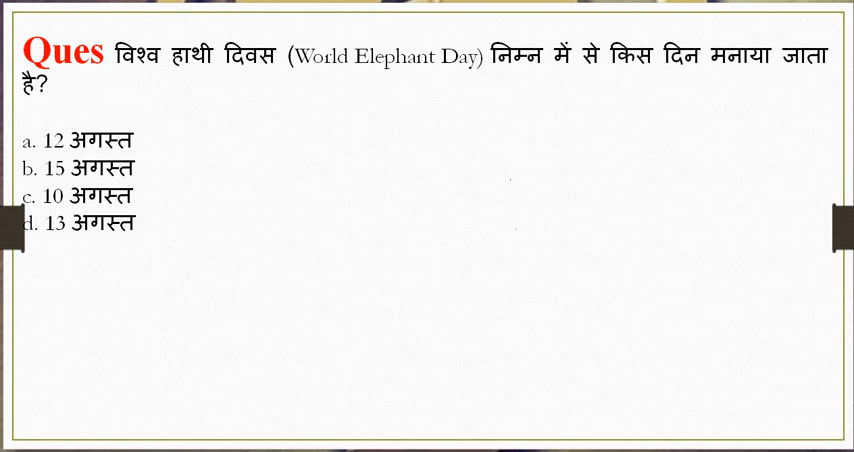 Ques विश्व हाथी दिवस (World Elephant Day) निम्न में से किस दिन मनाया जाता
है?
a. 12 अगस्त
b. 15 अगस्त
c. 10 अगस्त
d. 13 अगस्त